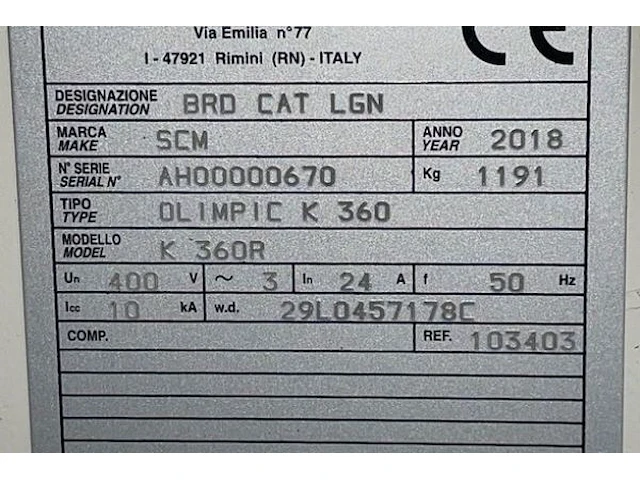 Via Emilia n°77
I - 47921 Rimini (RN) - ITALY
CE
DESIGNAZIONE
DESIGNATION BRD CAT LGN
MARCA
MAKE SCM ANNO
YEAR 2018
N° SERIE
SERIAL N° AH00000670 Kg 1191
TIPO
TYPE OLIMPIC K 360
MODELLO
MODEL K 360R
Un 400 V ~ 3 In 24 A f 50 Hz
Icc 10 kA w.d. 29L0457178C
COMP. REF. 103403